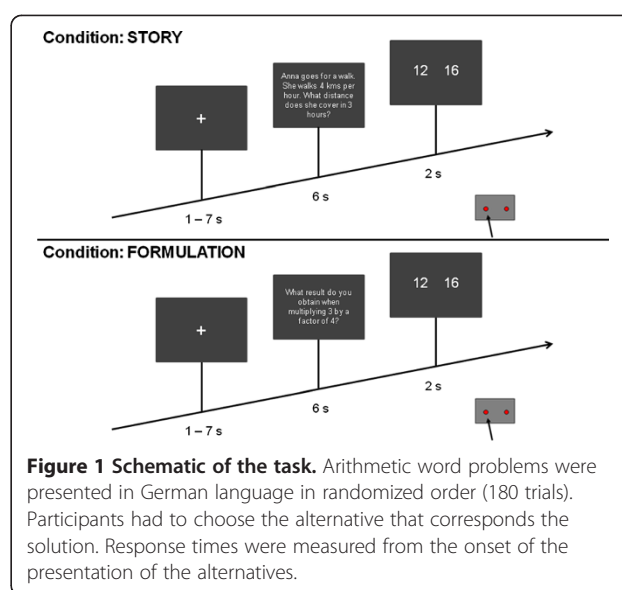 Condition: STORY
+
Anna goes for a walk.
She walks 4 kms per
hour. What distance
does she cover in 3
hours?
12 16
1 – 7 s
6 s
2 s
Condition: FORMULATION
+
What result do you
obtain when
multiplying 3 by a
factor of 4?
12 16
1 – 7 s
6 s
2 s
Figure 1 Schematic of the task. Arithmetic word problems were
presented in German language in randomized order (180 trials).
Participants had to choose the alternative that corresponds the
solution. Response times were measured from the onset of the
presentation of the alternatives.